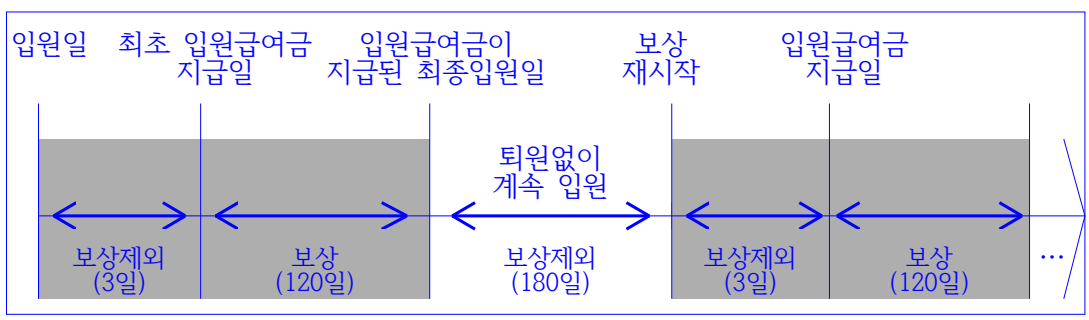 입원일 최초 입원급여금 입원급여금이 보상 입원급여금
지급일 지급된 최종입원일 재시작 지급일
퇴원없이
계속 입원
보상제외 보상 보상제외 보상제외 보상 …
(3일) (120일) (180일) (3일) (120일)